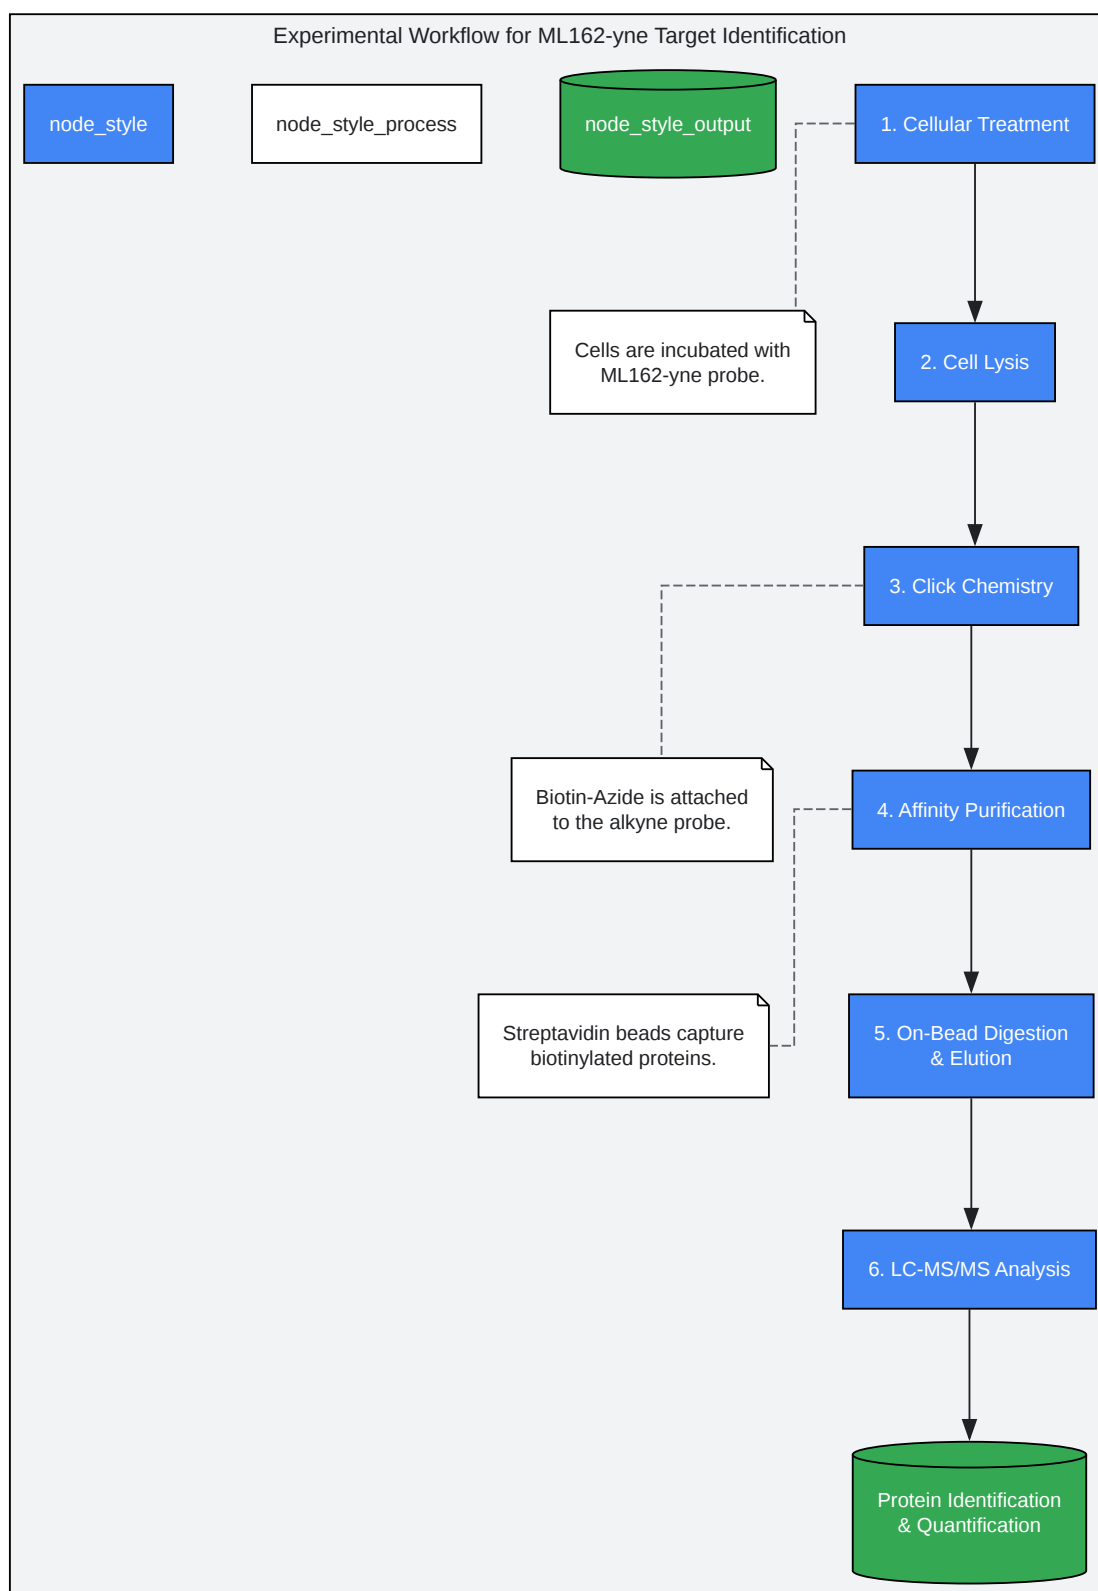 Experimental Workflow for ML162-yne Target Identification
node_style
node_style_process
node_style_output
1. Cellular Treatment
Cells are incubated with
ML162-yne probe.
2. Cell Lysis
3. Click Chemistry
Biotin-Azide is attached
to the alkyne probe.
4. Affinity Purification
Streptavidin beads capture
biotinylated proteins.
5. On-Bead Digestion
& Elution
6. LC-MS/MS Analysis
Protein Identification
& Quantification